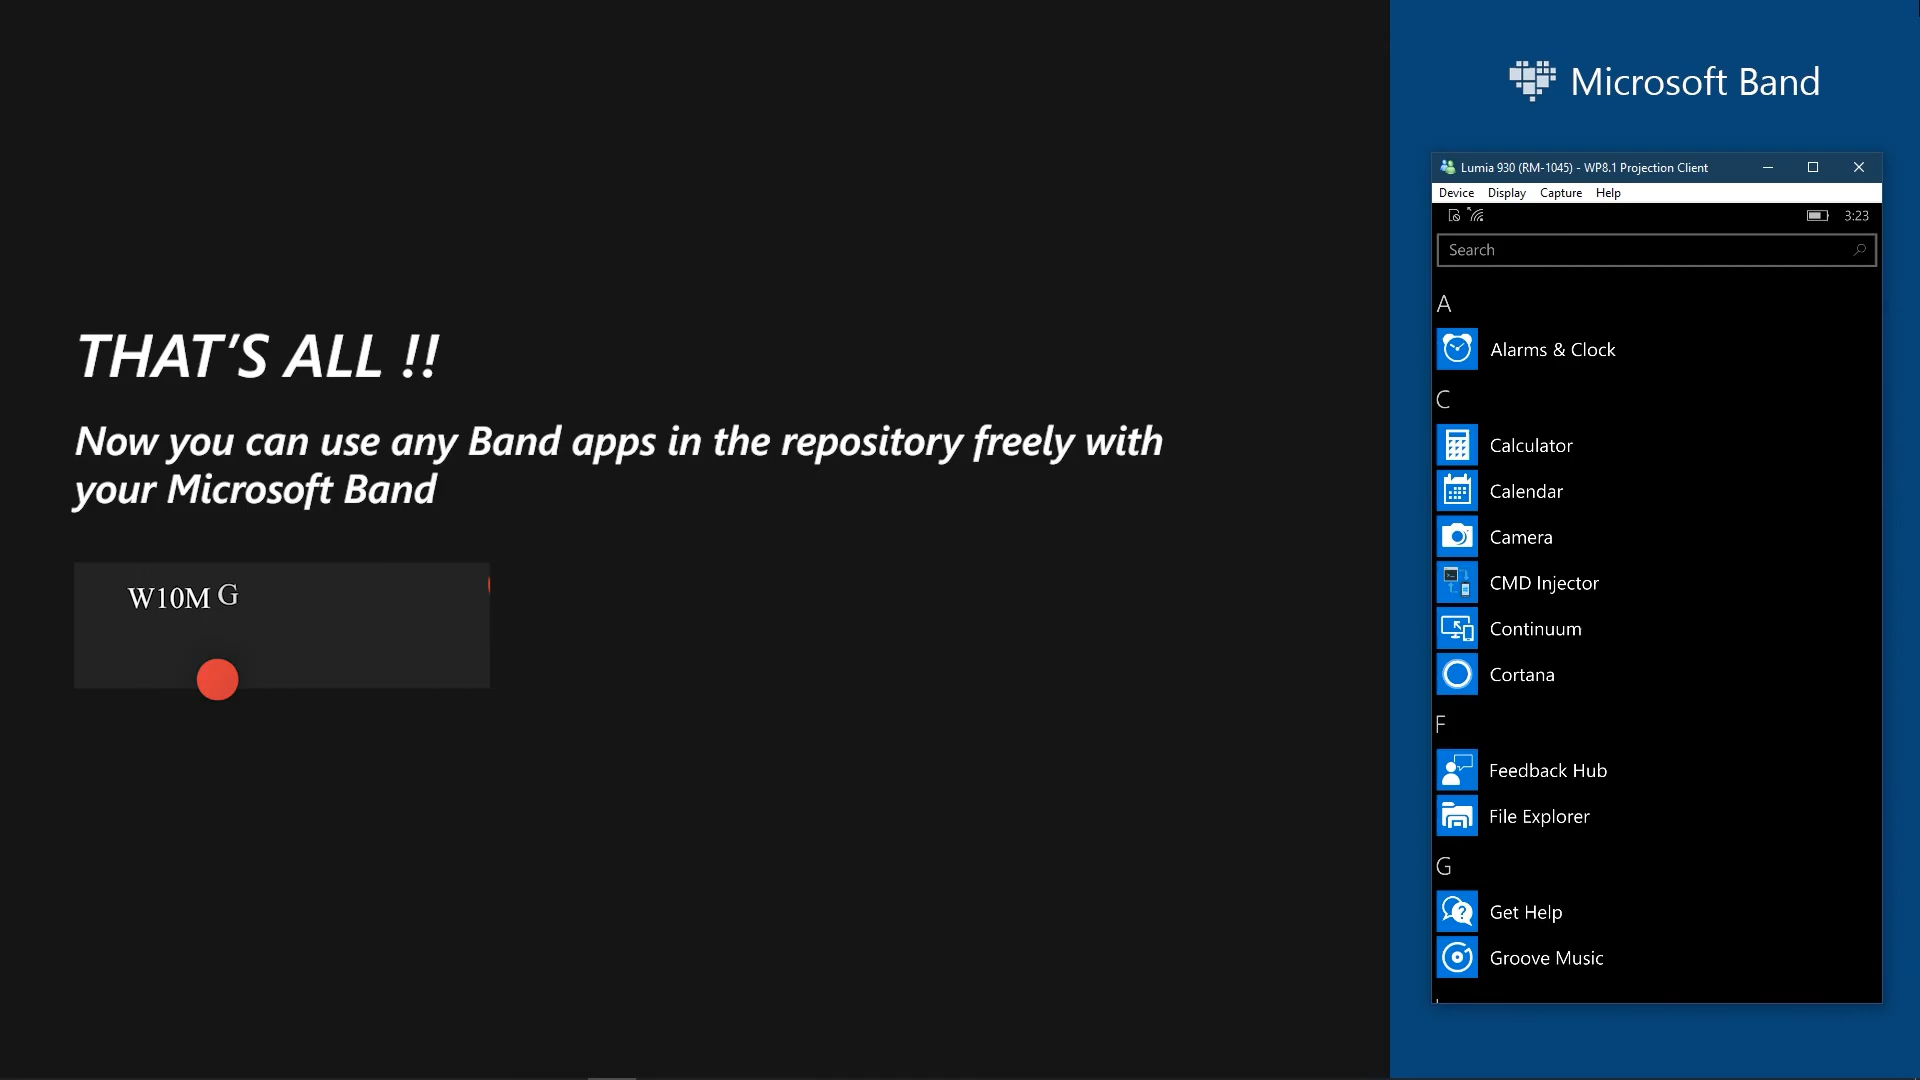 THAT'S ALL !!
Now you can use any Band apps in the repository freely with
your Microsoft Band
W10M G
Microsoft Band
Lumia 930 (RM-1045) - WP8.1 Projection Client
Device Display Capture Help
3:23
Search
A
Alarms & Clock
C
Calculator
Calendar
Camera
CMD Injector
Continuum
Cortana
F
Feedback Hub
File Explorer
G
Get Help
Groove Music